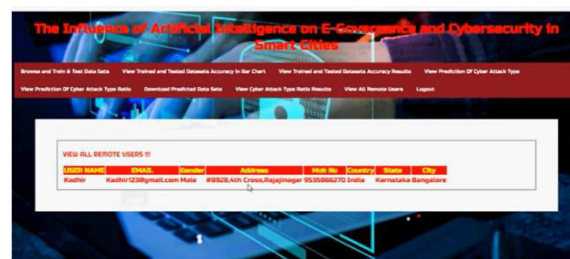 The Influence of Artificial Intelligence on E-Governance and Cybersecurity in
Smart Cities
Browse and Train & Test Data Sets View Trained and Tested Datasets Accuracy in Bar Chart View Trained and Tested Datasets Accuracy Results View Prediction Of Cyber Attack Type
View Prediction Of Cyber Attack Type Ratio Download Predicted Data Sets View Cyber Attack Type Ratio Results View All Remote Users Logout
VIEW ALL REMOTE USERS !!!
USER NAME EMAIL Gender Address Mob No Country State City
Kadhir Kadhir123@gmail.com Male #8928,4th Cross,Rajajinagar 9535866270 India Karnataka Bangalore